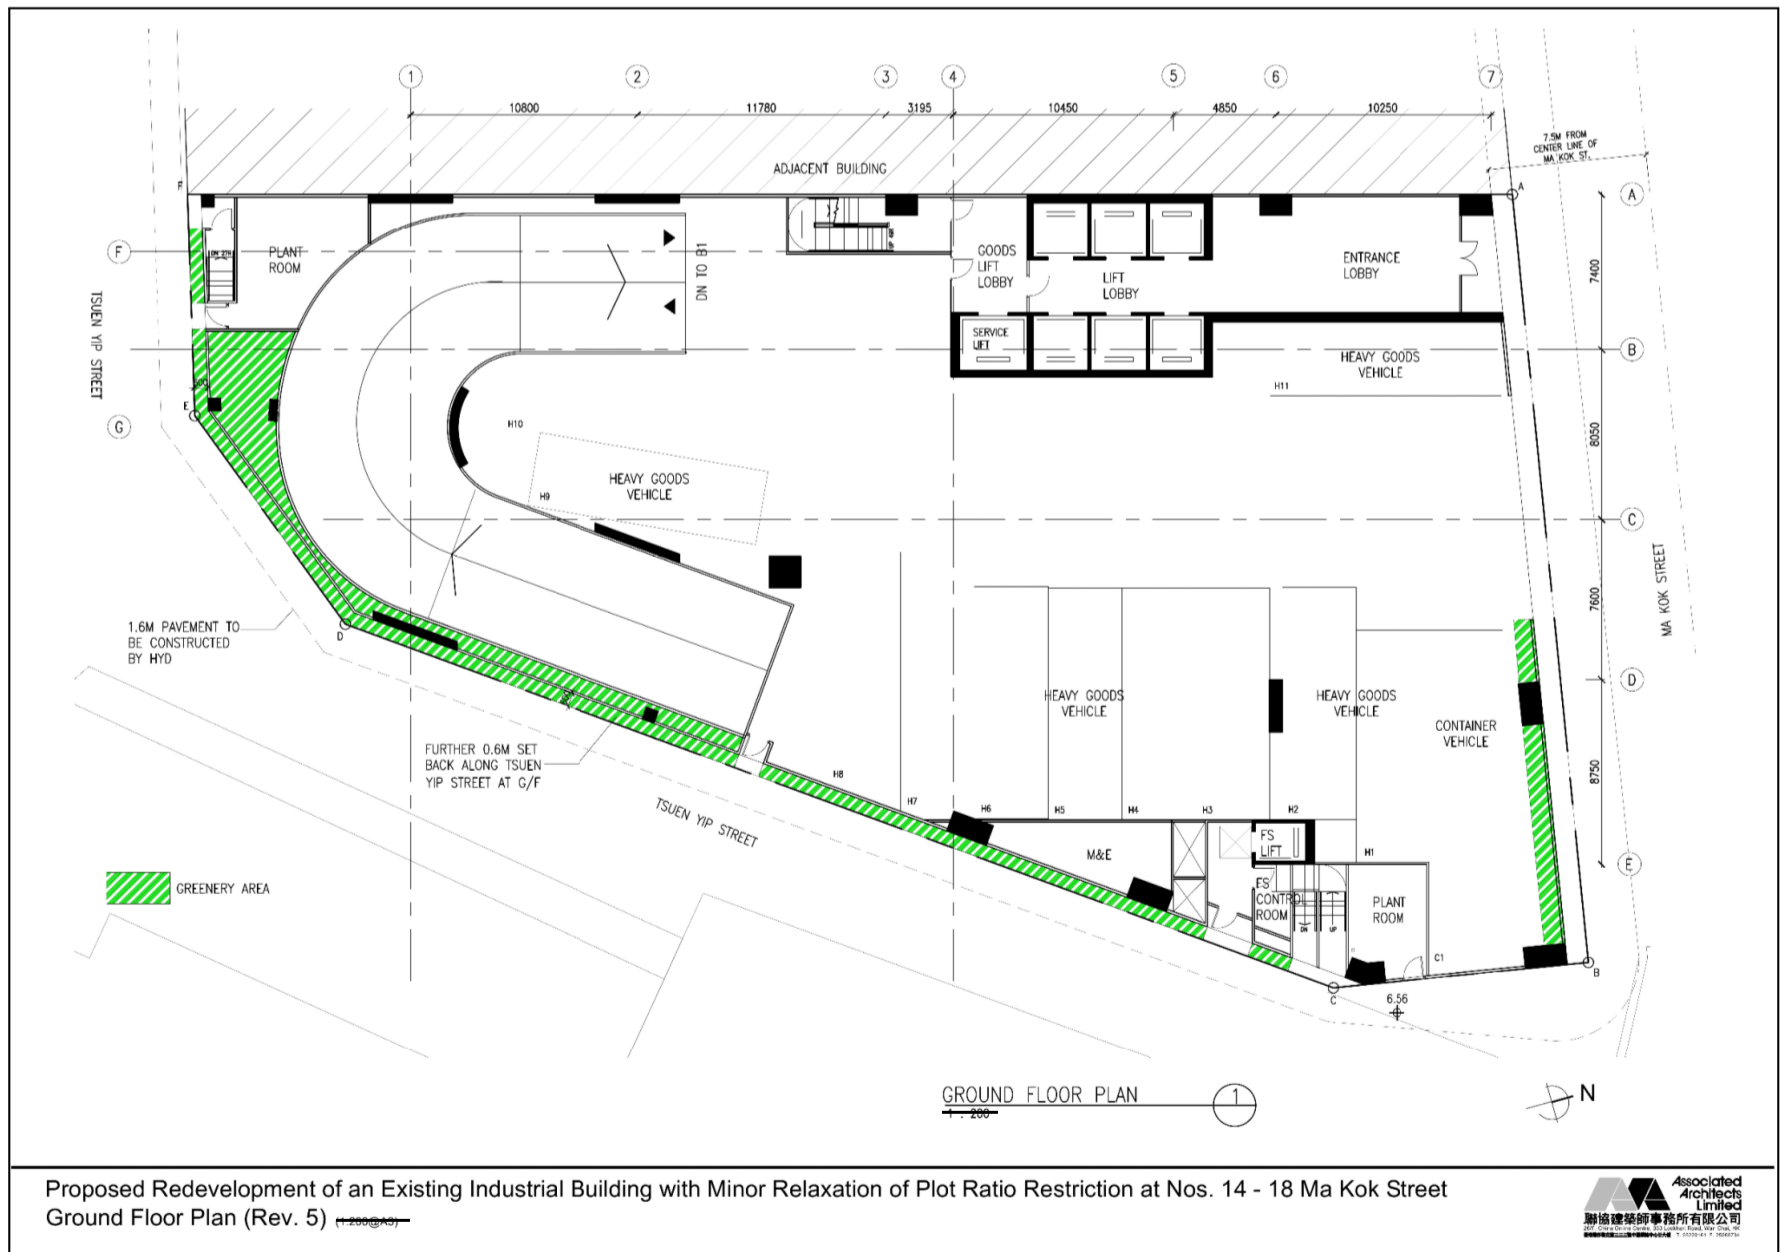 1
2
3
4
5
6
7
10800
11780
3195
10450
4850
10250
7.5M FROM
CENTER LINE OF
MA KOK ST.
ADJACENT BUILDING
A
A
F
F
PLANT
ROOM
DN TO B1
GOODS
LIFT
LOBBY
LIFT
LOBBY
ENTRANCE
LOBBY
7400
SERVICE
LIFT
B
HEAVY GOODS
VEHICLE
H11
TSUEN YIP STREET
E
G
H10
8050
HEAVY GOODS
VEHICLE
H9
C
MA KOK STREET
7600
1.6M PAVEMENT TO
BE CONSTRUCTED
BY HYD
D
D
HEAVY GOODS
VEHICLE
HEAVY GOODS
VEHICLE
CONTAINER
VEHICLE
FURTHER 0.6M SET
BACK ALONG TSUEN
YIP STREET AT G/F
8750
H8
H7
H6
H5
H4
H3
H2
TSUEN YIP STREET
M&E
FS
LIFT
H1
E
GREENERY AREA
FS
CONTROL
ROOM
DN
UP
PLANT
ROOM
C1
B
C
6.56
GROUND FLOOR PLAN
1
1 : 200
N
Proposed Redevelopment of an Existing Industrial Building with Minor Relaxation of Plot Ratio Restriction at Nos. 14 - 18 Ma Kok Street
Ground Floor Plan (Rev. 5) (1:200@A3)
Associated
Architects
Limited
聯協建築師事務所有限公司